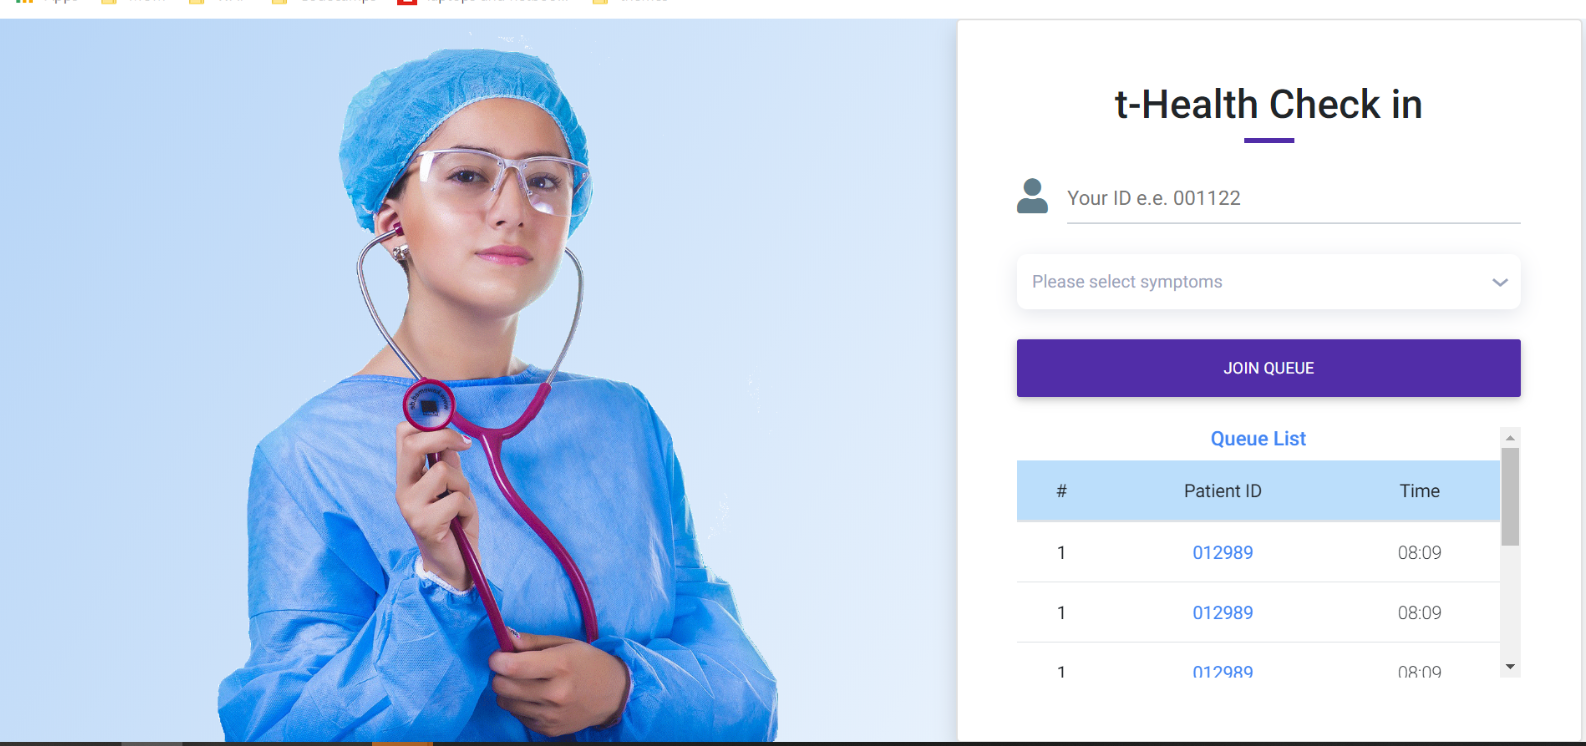 t-Health Check in
Your ID e.e. 001122
Please select symptoms
JOIN QUEUE
Queue List
# Patient ID Time
1 012989 08:09
1 012989 08:09
1 012989 08:09